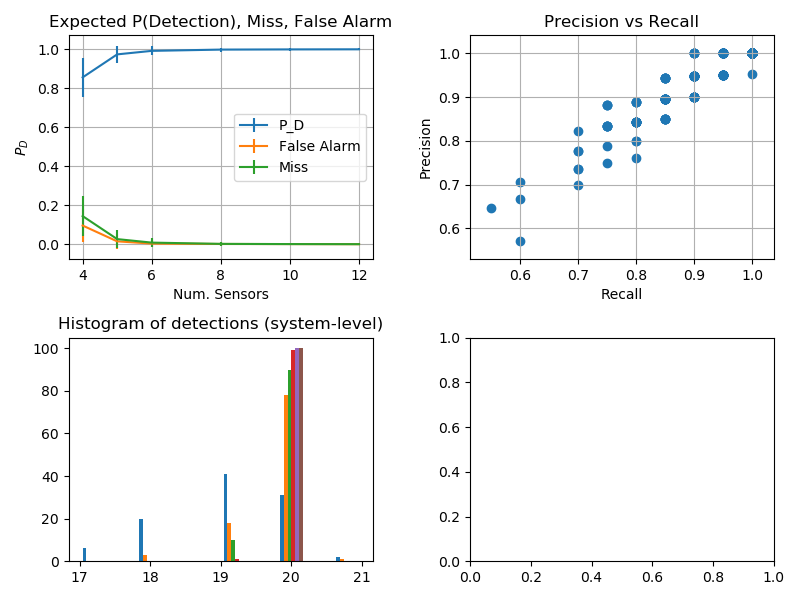 Expected P(Detection), Miss, False Alarm
1.0
0.8
0.6
0.4
0.2
0.0
P_D
P_D
False Alarm
Miss
4 6 8 10 12
Num. Sensors
Precision vs Recall
1.0
0.9
0.8
0.7
0.6
Precision
0.6 0.7 0.8 0.9 1.0
Recall
Histogram of detections (system-level)
100
80
60
40
20
0
17 18 19 20 21
1.0
0.8
0.6
0.4
0.2
0.0
0.0 0.2 0.4 0.6 0.8 1.0